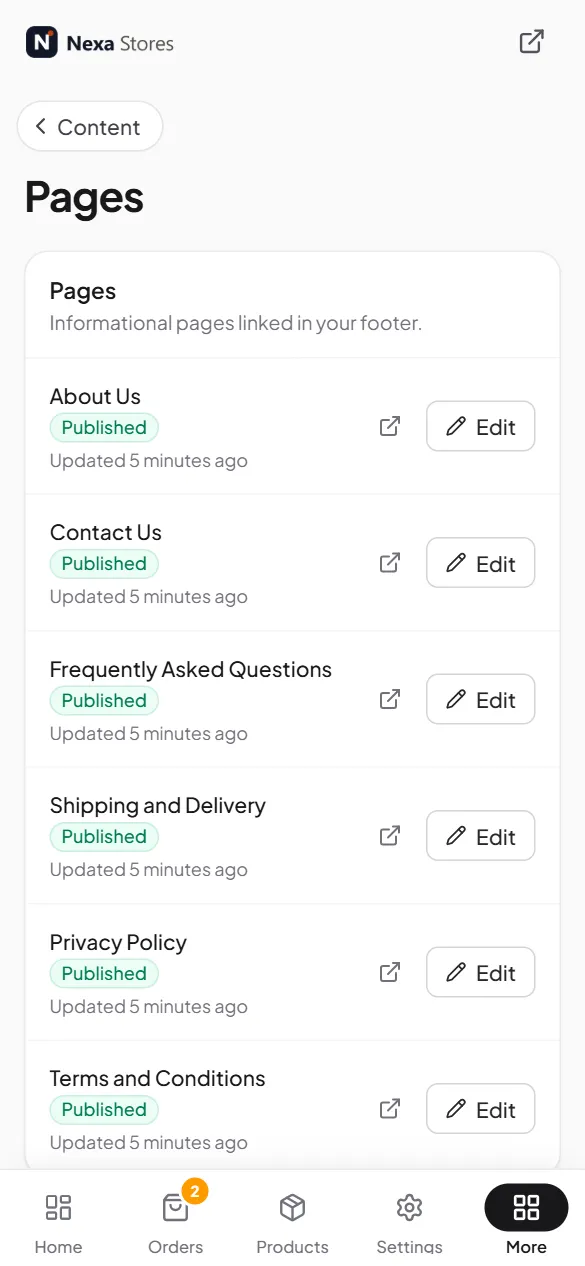 N Nexa Stores
Content
Pages
Pages
Informational pages linked in your footer.
About Us
Published
Edit
Updated 5 minutes ago
Contact Us
Published
Edit
Updated 5 minutes ago
Frequently Asked Questions
Published
Edit
Updated 5 minutes ago
Shipping and Delivery
Published
Edit
Updated 5 minutes ago
Privacy Policy
Published
Edit
Updated 5 minutes ago
Terms and Conditions
Published
Edit
Updated 5 minutes ago
2
Home Orders Products Settings More